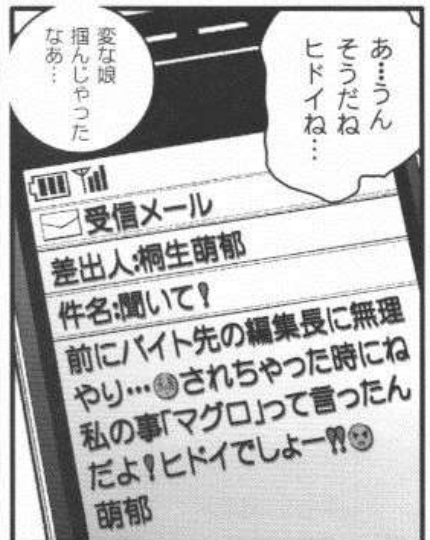 あ…うん
そうだね
ヒドイね…
変な娘
掴んじゃった
なあ…
受信メール
差出人:桐生萌郁
件名:聞いて!
前にバイト先の編集長に無理
やり…されちゃった時にね
私の事「マグロ」って言ったん
だよ!ヒドイでしょー!?
萌郁